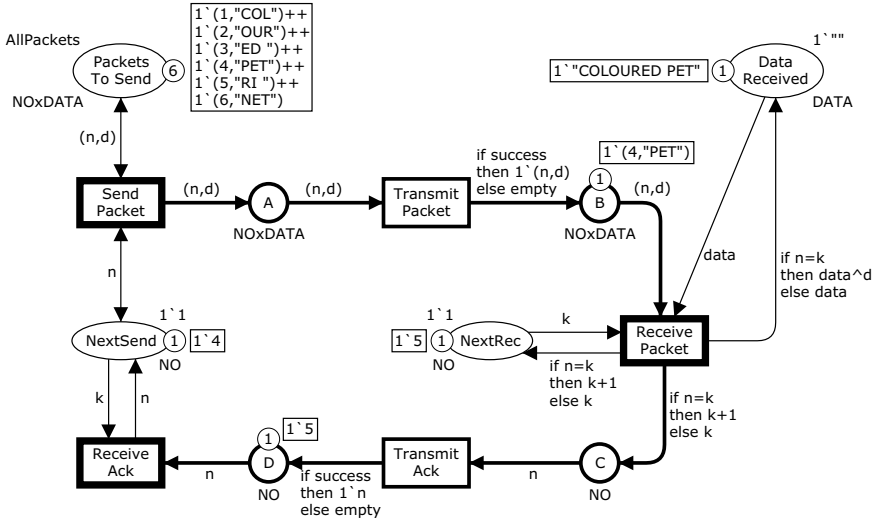 AllPackets
Packets
To Send
6
NOxDATA
1`(1,"COL")++
1`(2,"OUR")++
1`(3,"ED ")++
1`(4,"PET")++
1`(5,"RI ")++
1`(6,"NET")
1`""
1`"COLOURED PET"
1
Data
Received
DATA
(n,d)
Send
Packet
(n,d)
A
NOxDATA
(n,d)
Transmit
Packet
if success
then 1`(n,d)
else empty
1`(4,"PET")
1
B
NOxDATA
(n,d)
data
if n=k
then data^d
else data
n
1`1
NextSend
1
1`4
NO
1`1
1`5
1
NextRec
NO
k
if n=k
then k+1
else k
Receive
Packet
if n=k
then k+1
else k
k
n
Receive
Ack
n
1
1`5
D
NO
if success
then 1`n
else empty
Transmit
Ack
n
C
NO